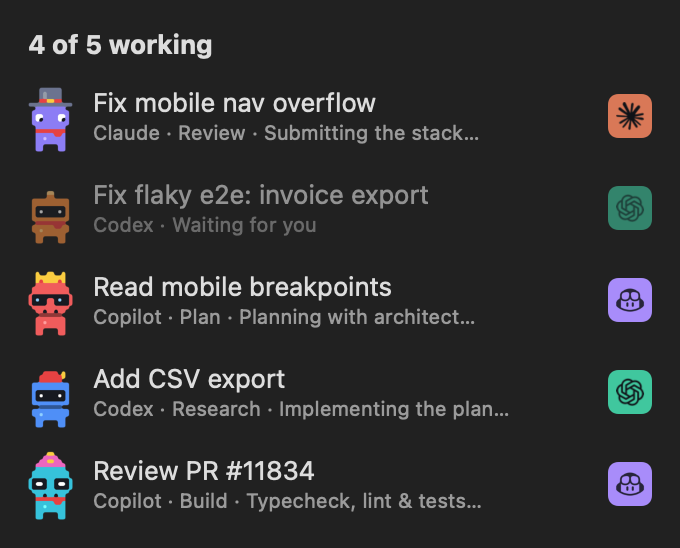 4 of 5 working
Fix mobile nav overflow
Claude · Review · Submitting the stack...
Fix flaky e2e: invoice export
Codex · Waiting for you
Read mobile breakpoints
Copilot · Plan · Planning with architect...
Add CSV export
Codex · Research · Implementing the plan...
Review PR #11834
Copilot · Build · Typecheck, lint & tests...